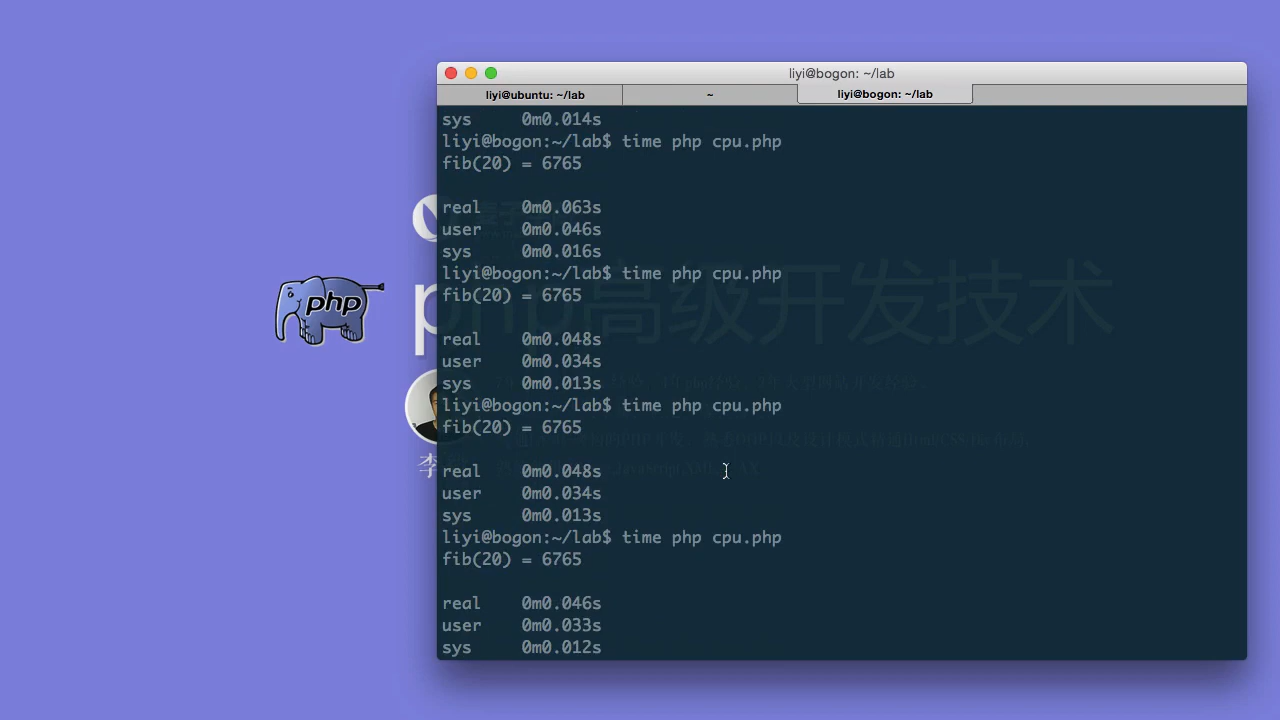 liyi@bogon: ~/lab
liyi@ubuntu: ~/lab
~
liyi@bogon: ~/lab
sys 0m0.014s
liyi@bogon:~/lab$ time php cpu.php
fib(20) = 6765
real 0m0.063s
user 0m0.046s
sys 0m0.016s
liyi@bogon:~/lab$ time php cpu.php
fib(20) = 6765
real 0m0.048s
user 0m0.034s
sys 0m0.013s
liyi@bogon:~/lab$ time php cpu.php
fib(20) = 6765
real 0m0.048s
user 0m0.034s
sys 0m0.013s
liyi@bogon:~/lab$ time php cpu.php
fib(20) = 6765
real 0m0.046s
user 0m0.033s
sys 0m0.012s
php
php高级开发技术
李